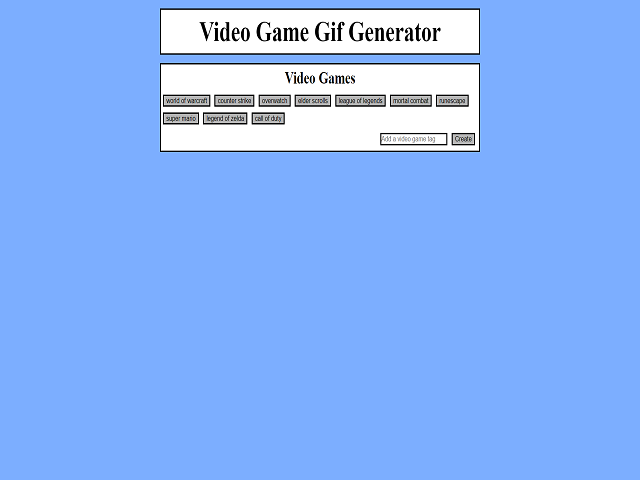 Video Game Gif Generator
Video Games
world of warcraft counter strike overwatch elder scrolls league of legends mortal combat runescape
super mario legend of zelda call of duty
Add a video game tag Create